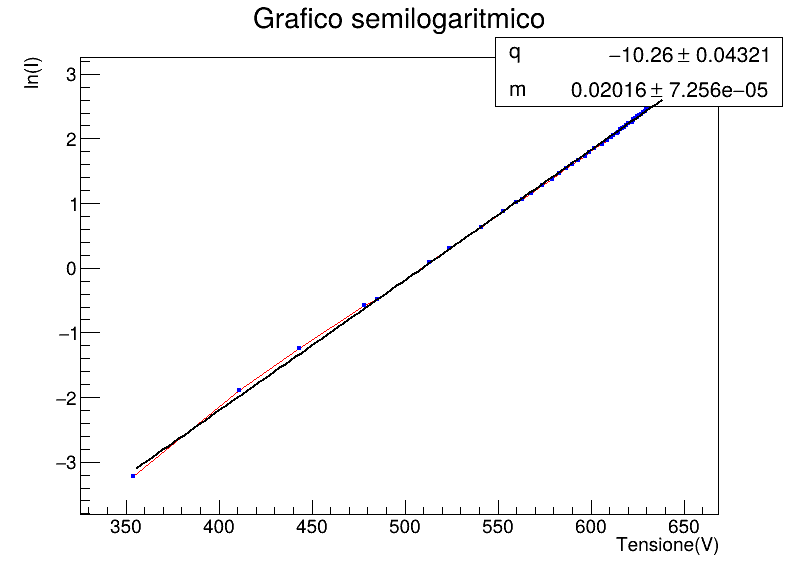 Grafico semilogaritmico
q −10.26 ± 0.04321
m 0.02016 ± 7.256e−05
ln(I)
3
2
1
0
−1
−2
−3
350 400 450 500 550 600 650
Tensione(V)